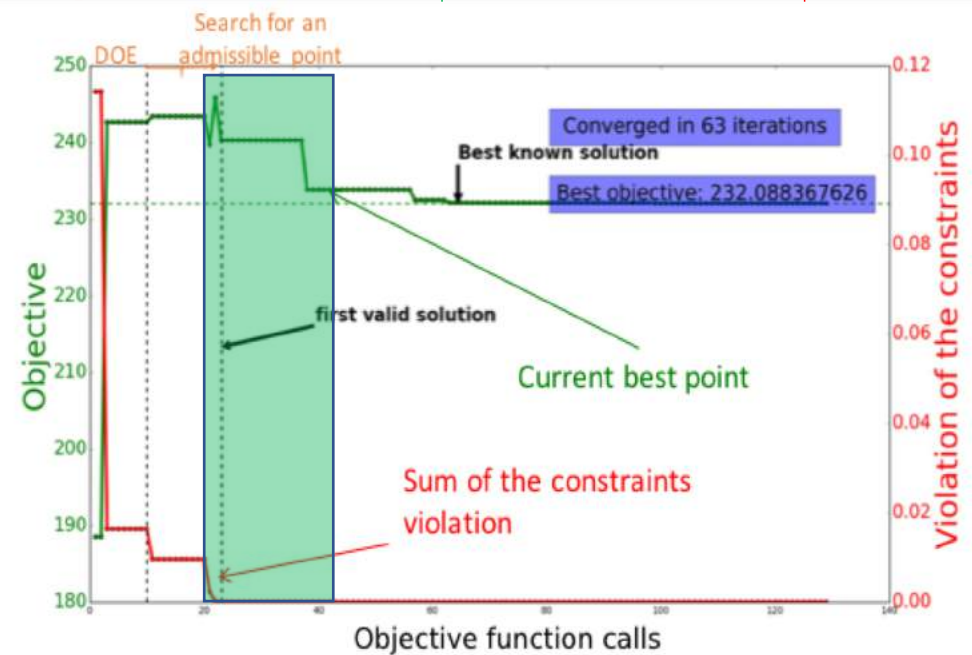 Search for an
DOE admissible point
Objective
250
240
230
220
210
200
190
180
0.12
0.10
0.08
0.06
0.04
0.02
0.00
Violation of the constraints
Converged in 63 iterations
Best known solution
Best objective: 232.088367626
first valid solution
Current best point
Sum of the constraints
violation
0 20 40 60 80 100 120 140
Objective function calls